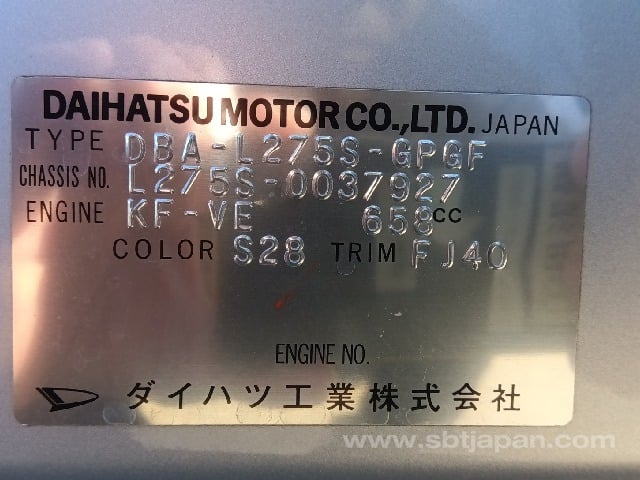 DAIHATSU MOTOR CO., LTD. JAPAN
TYPE DBA-L275S-GPGF
CHASSIS NO. L275S-0037927
ENGINE KF-VE 658cc
COLOR S28 TRIM FJ40
ENGINE NO.
ダイハツ工業株式会社
www.sbtjapan.com